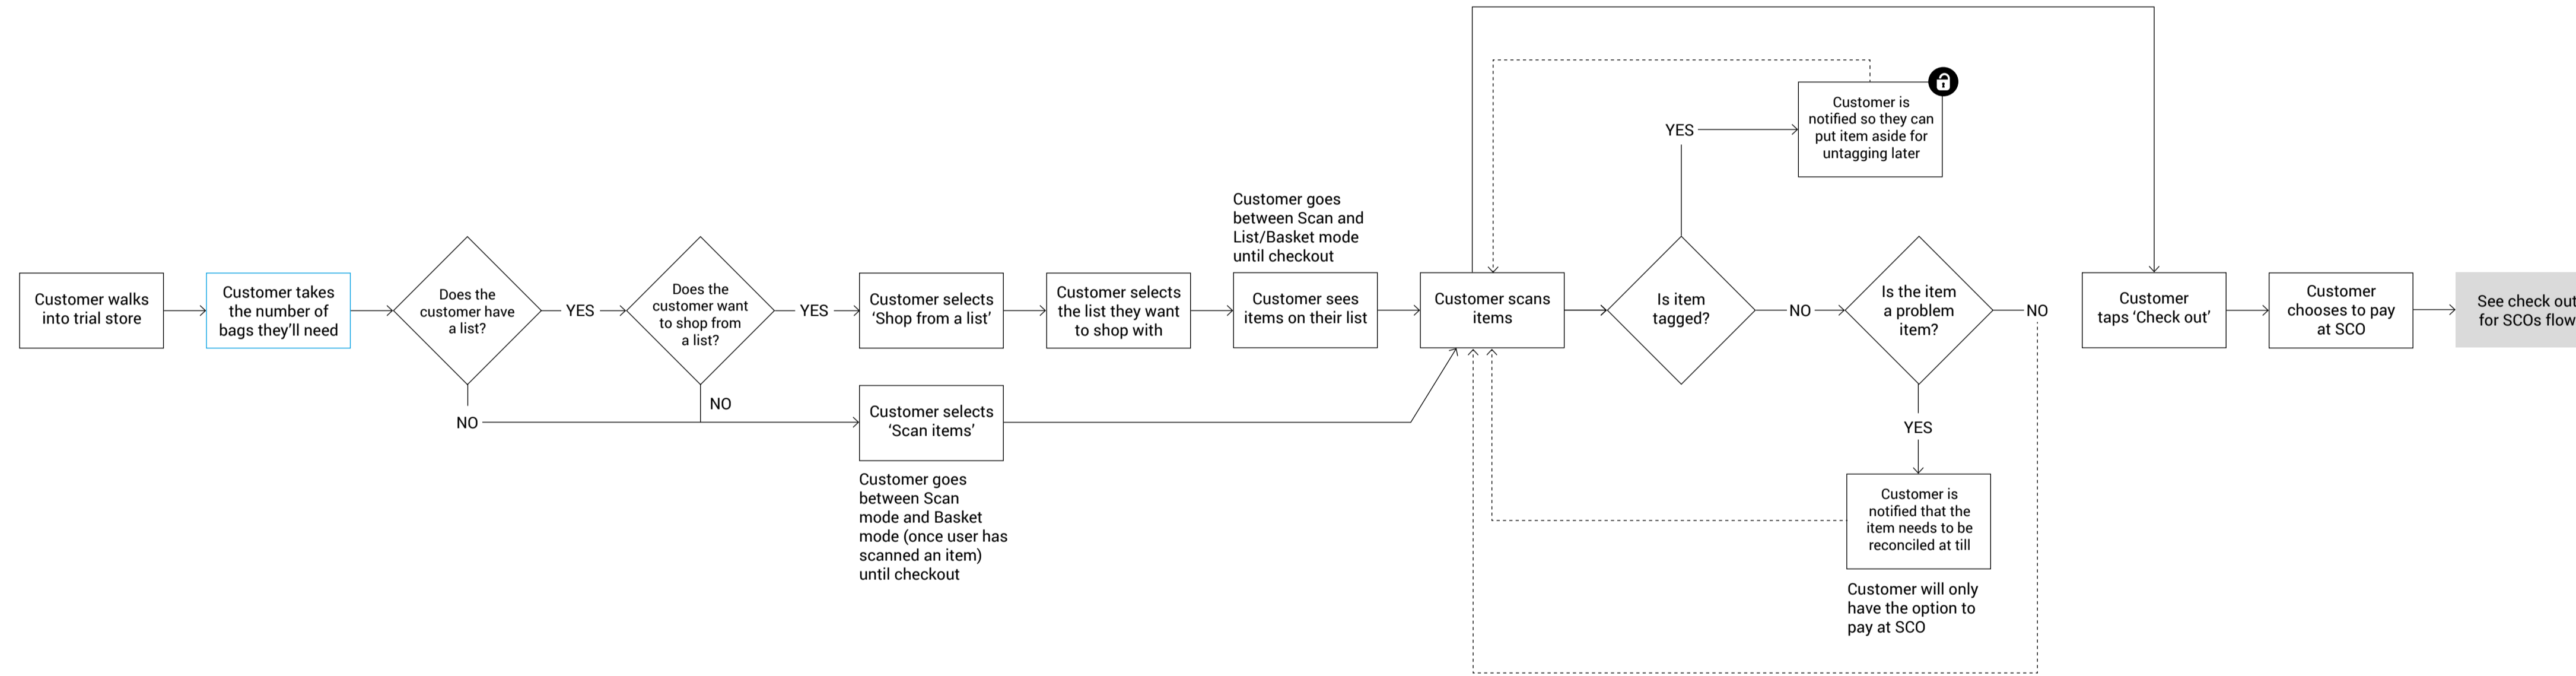 Customer walks
into trial store
Customer takes
the number of
bags they'll need
Does the
customer have
a list?
YES
NO
Does the
customer want
to shop from
a list?
YES
NO
Customer selects
‘Shop from a list’
Customer selects
the list they want
to shop with
Customer goes
between Scan and
List/Basket mode
until checkout
Customer sees
items on their list
Customer selects
‘Scan items’
Customer goes
between Scan
mode and Basket
mode (once user has
scanned an item)
until checkout
Customer scans
items
Is item
tagged?
YES
Customer is
notified so they can
put item aside for
untagging later
NO
Is the item
a problem
item?
NO
YES
Customer is
notified that the
item needs to be
reconciled at till
Customer will only
have the option to
pay at SCO
Customer
taps ‘Check out’
Customer
chooses to pay
at SCO
See check out
for SCOs flow